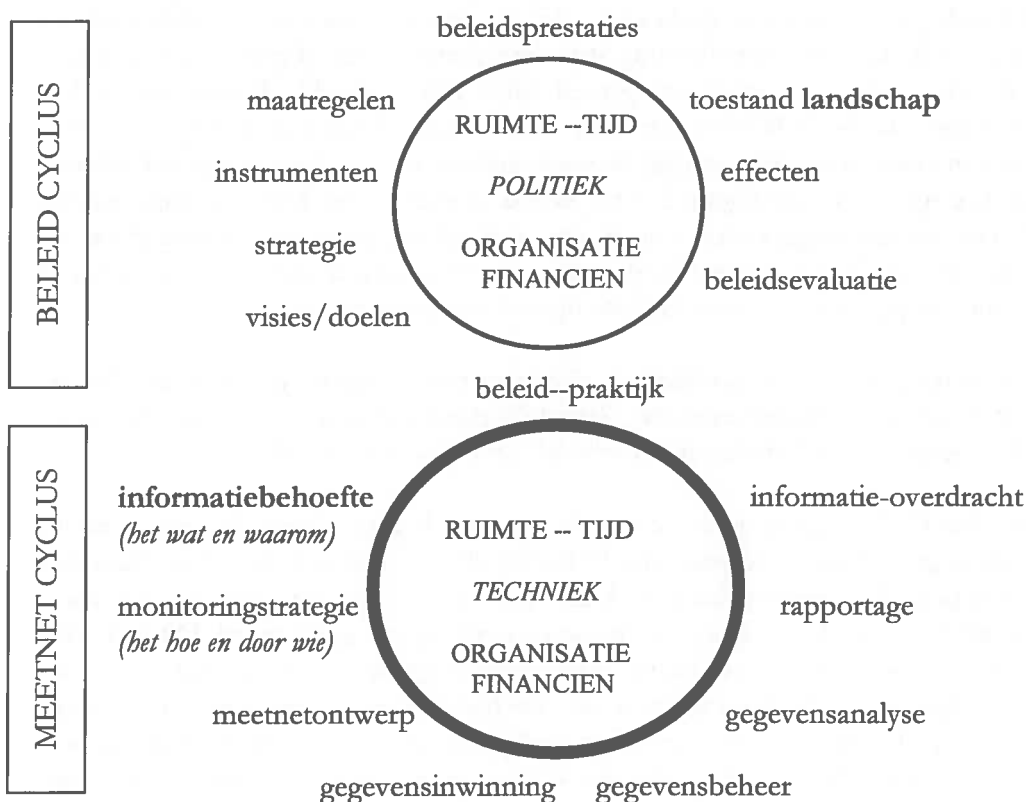 BELEID CYCLUS
beleidsprestaties
maatregelen
toestand landschap
RUIMTE --TIJD
instrumenten
POLITIEK
effecten
strategie
ORGANISATIE
FINANCIEN
beleidsevaluatie
visies/doelen
beleid--praktijk
MEETNET CYCLUS
informatiebehoefte
(het wat en waarom)
informatie-overdracht
RUIMTE -- TIJD
monitoringstrategie
(het hoe en door wie)
TECHNIEK
rapportage
ORGANISATIE
FINANCIEN
meetnetontwerp
gegevensanalyse
gegevensinwinning
gegevensbeheer